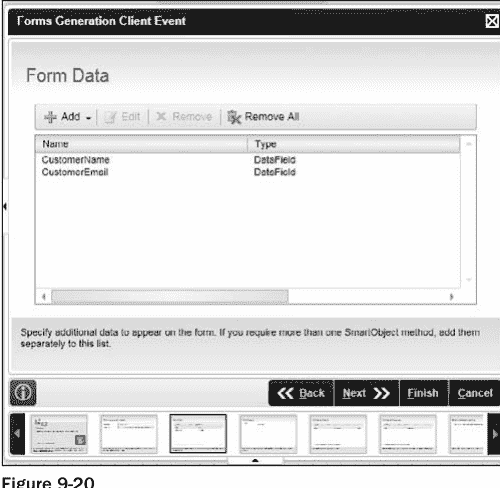 Forms Generation Client Event
Form Data
Add Edit Remove Remove All
Name Type
CustomerName DataField
CustomerEmail DataField
Specify additional data to appear on the form. If you require more than one SmartObject method, add them
separately to this list.
Back Next Finish Cancel
Figure 9-20